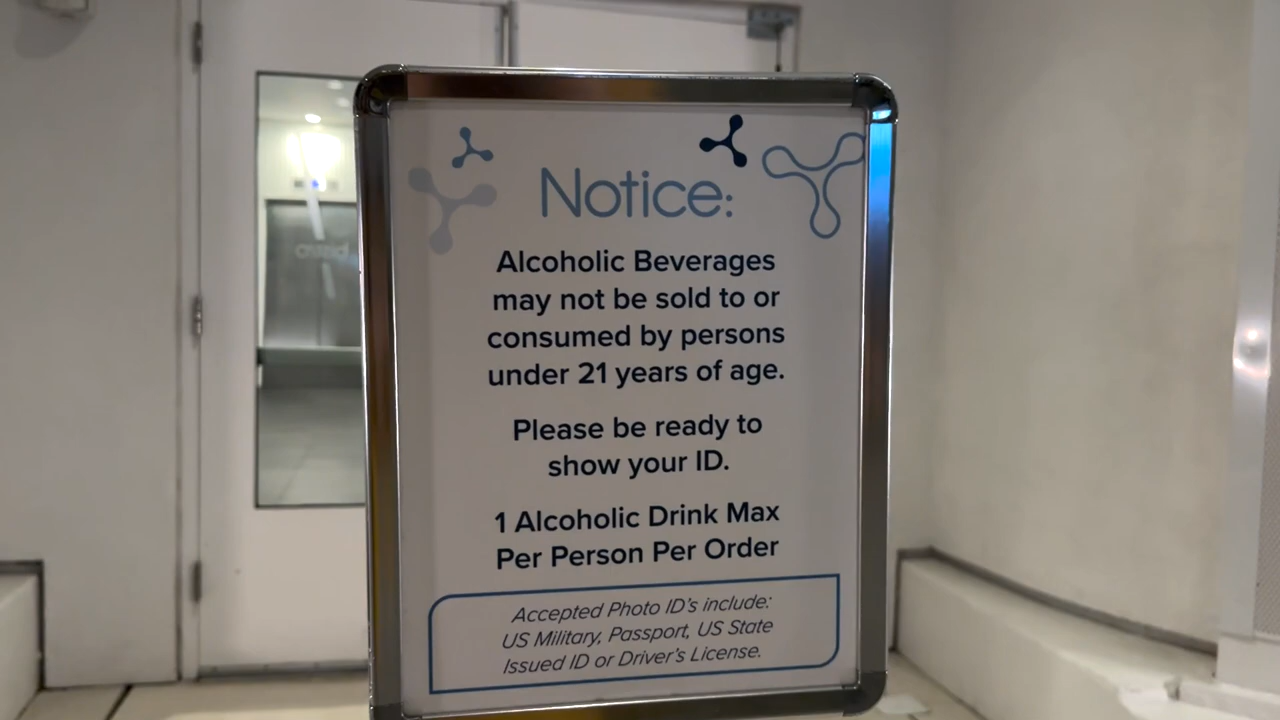 Notice:
Alcoholic Beverages
may not be sold to or
consumed by persons
under 21 years of age.
Please be ready to
show your ID.
1 Alcoholic Drink Max
Per Person Per Order
Accepted Photo ID's include:
US Military, Passport, US State
Issued ID or Driver's License.